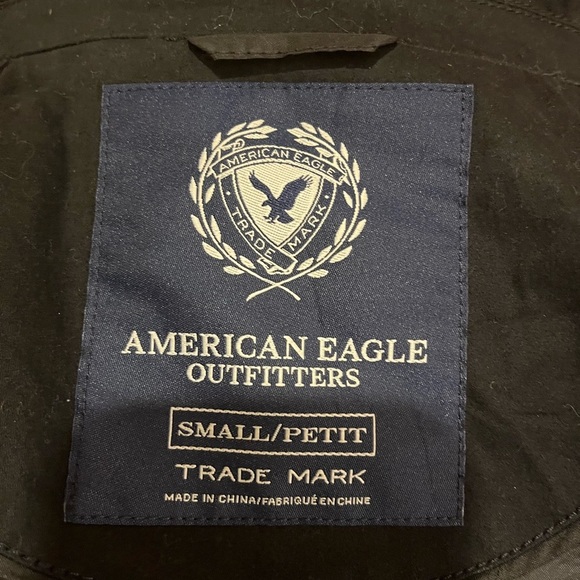 AMERICAN EAGLE
TRADE MARK
AMERICAN EAGLE
OUTFITTERS
SMALL/PETIT
TRADE MARK
MADE IN CHINA/FABRIQUÉ EN CHINE